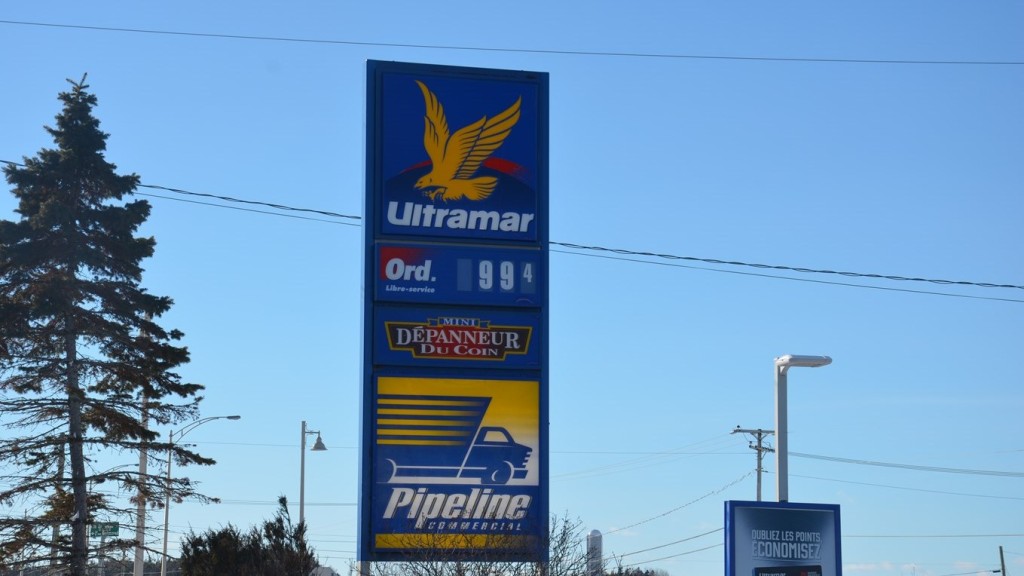 Ultramar
Ord. 99 4
Libre-service
MINI
DÉPANNEUR
DU COIN
Pipeline
COMMERCIAL
OUBLIEZ LES POINTS
ÉCONOMISEZ